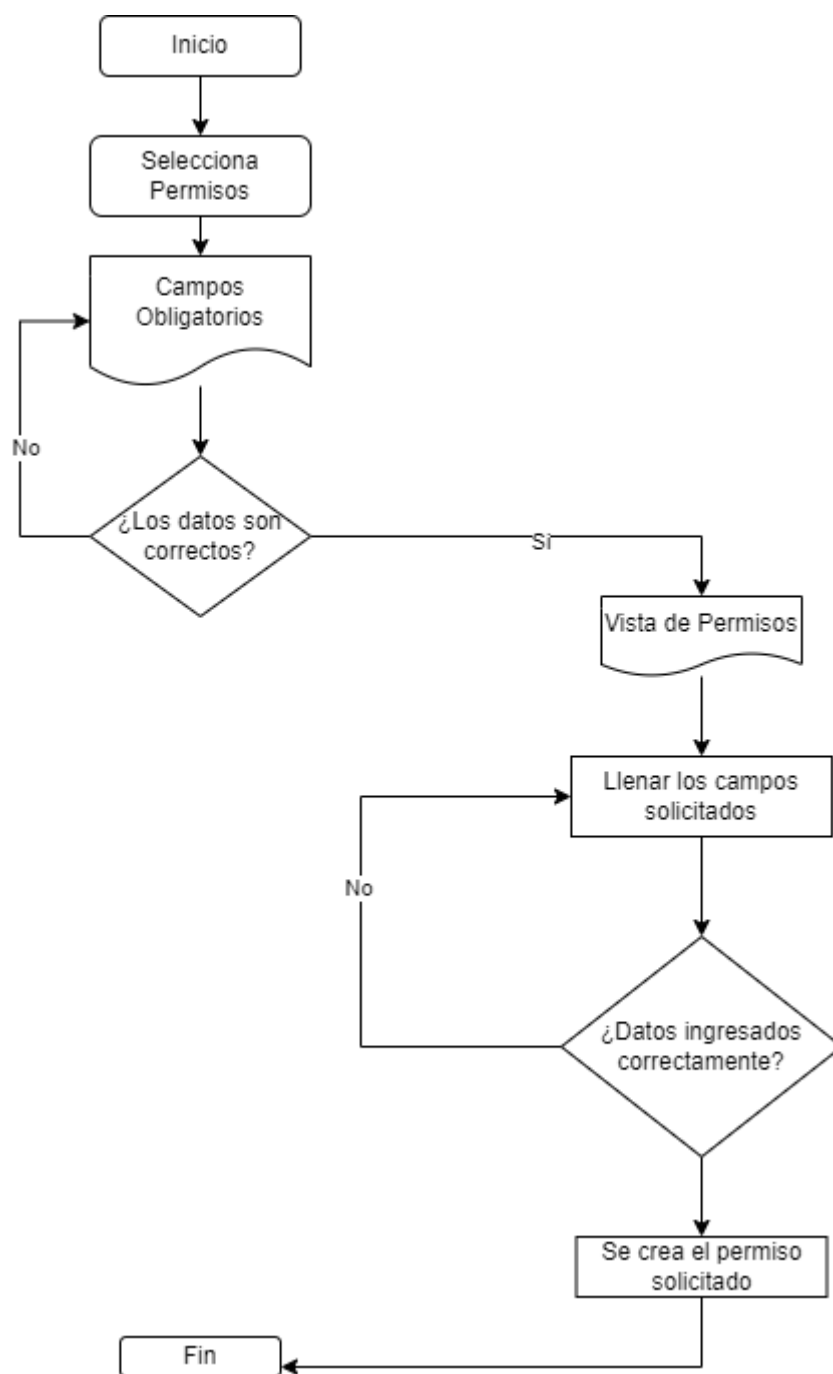 Inicio
Selecciona
Permisos
Campos
Obligatorios
No
¿Los datos son
correctos?
Si
Vista de Permisos
Llenar los campos
solicitados
No
¿Datos ingresados
correctamente?
Se crea el permiso
solicitado
Fin